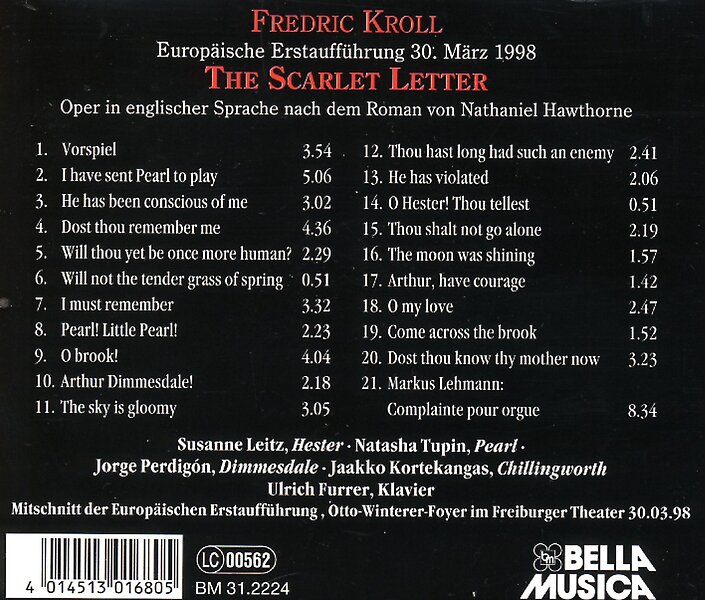 FREDRIC KROLL
Europäische Erstaufführung 30. März 1998
THE SCARLET LETTER
Oper in englischer Sprache nach dem Roman von Nathaniel Hawthorne
1. Vorspiel 3.54
2. I have sent Pearl to play 5.06
3. He has been conscious of me 3.02
4. Dost thou remember me 4.36
5. Will thou yet be once more human? 2.29
6. Will not the tender grass of spring 0.51
7. I must remember 3.32
8. Pearl! Little Pearl! 2.23
9. O brook! 4.04
10. Arthur Dimmesdale! 2.18
11. The sky is gloomy 3.05
12. Thou hast long had such an enemy 2.41
13. He has violated 2.06
14. O Hester! Thou tellest 0.51
15. Thou shalt not go alone 2.19
16. The moon was shining 1.57
17. Arthur, have courage 1.42
18. O my love 2.47
19. Come across the brook 1.52
20. Dost thou know thy mother now 3.23
21. Markus Lehmann:
Complainte pour orgue 8.34
Susanne Leitz, Hester · Natasha Tupin, Pearl ·
Jorge Perdigón, Dimmesdale · Jaakko Kortekangas, Chillingworth
Ulrich Furrer, Klavier
Mitschnitt der Europäischen Erstaufführung , Otto-Winterer-Foyer im Freiburger Theater 30.03.98
4 014513 016805
LC 00562
BM 31.2224
bm
BELLA
MUSICA